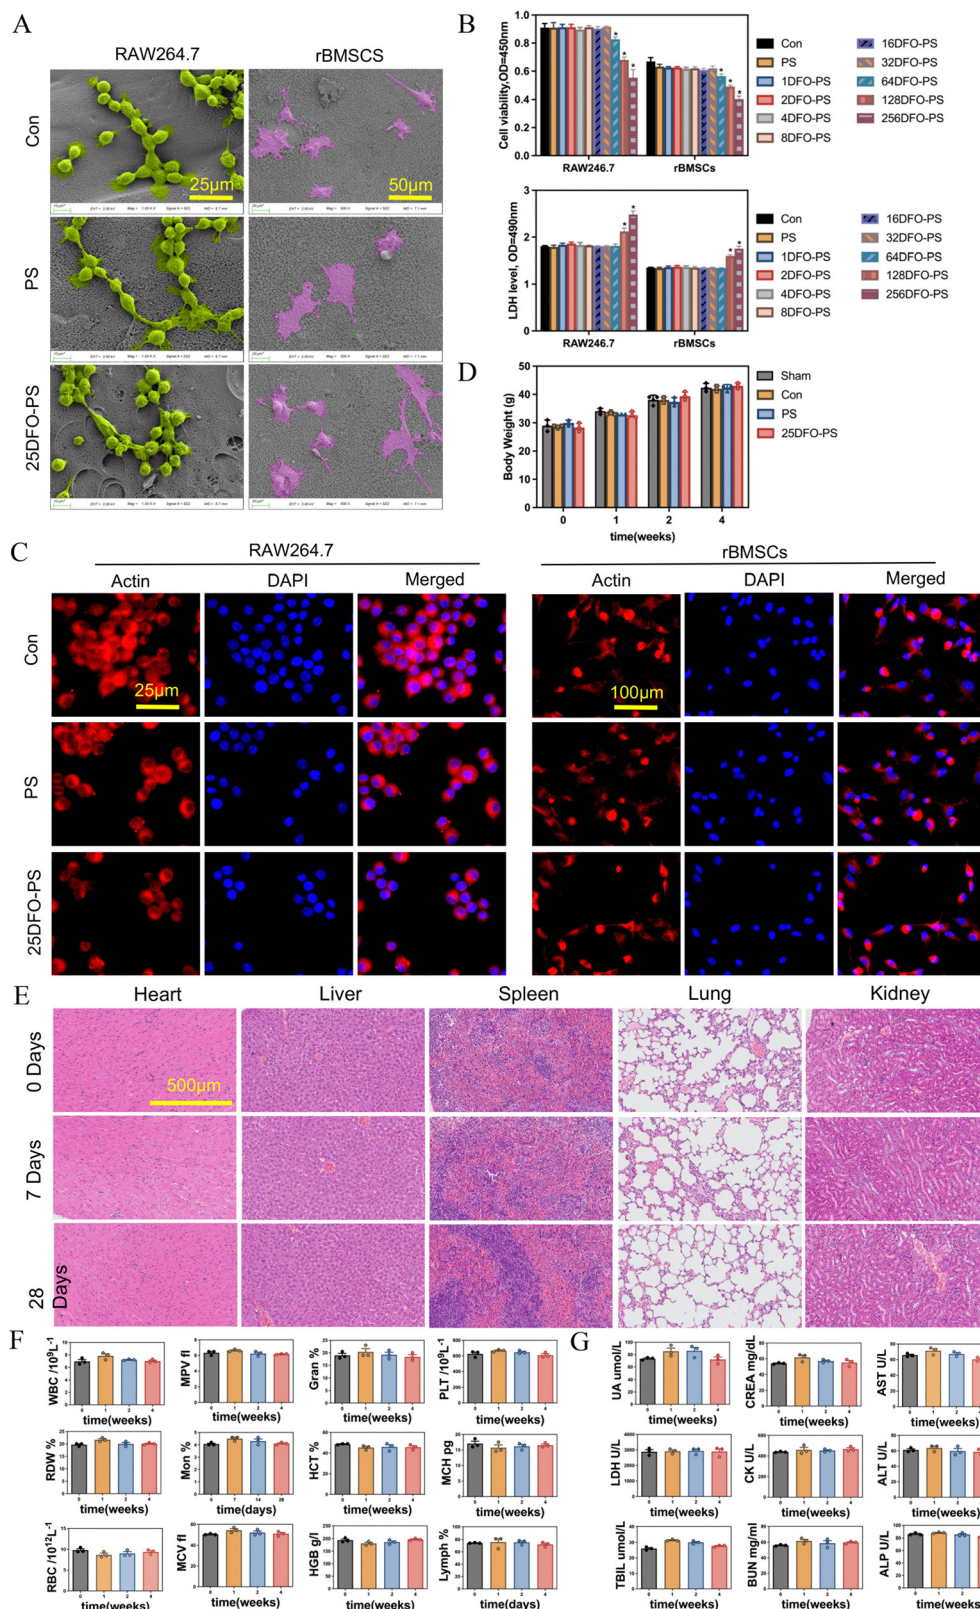 A
RAW264.7
rBMSCS
Con
25μm
50μm
PS
25DFO-PS
B
Cell viability,OD=450nm
1.0
0.8
0.6
0.4
0.2
0.0
RAW246.7
rBMSCs
Con
PS
1DFO-PS
2DFO-PS
4DFO-PS
8DFO-PS
16DFO-PS
32DFO-PS
64DFO-PS
128DFO-PS
256DFO-PS
LDH level, OD=490nm
3
2
1
0
RAW246.7
rBMSCs
Con
PS
1DFO-PS
2DFO-PS
4DFO-PS
8DFO-PS
16DFO-PS
32DFO-PS
64DFO-PS
128DFO-PS
256DFO-PS
D
Body Weight (g)
50
40
30
20
10
0
0 1 2 4
time(weeks)
Sham
Con
PS
25DFO-PS
C
RAW264.7
rBMSCs
Actin DAPI Merged
Actin DAPI Merged
Con
25μm
100μm
PS
25DFO-PS
E
Heart Liver Spleen Lung Kidney
0 Days
500μm
7 Days
28 Days
F
WBC /10⁹L⁻¹
time(weeks)
MPV fl
time(weeks)
Gran %
time(weeks)
PLT /10⁹L⁻¹
time(weeks)
RDW %
time(weeks)
Mon %
time(days)
HCT %
time(weeks)
MCH pg
time(weeks)
RBC /10¹²L⁻¹
time(weeks)
MCV fl
time(weeks)
HGB g/l
time(weeks)
Lymph %
time(days)
G
UA umol/L
time(weeks)
CREA mg/dL
time(weeks)
AST U/L
time(weeks)
LDH U/L
time(weeks)
CK U/L
time(weeks)
ALT U/L
time(weeks)
TBIL umol/L
time(weeks)
BUN mg/ml
time(weeks)
ALP U/L
time(weeks)